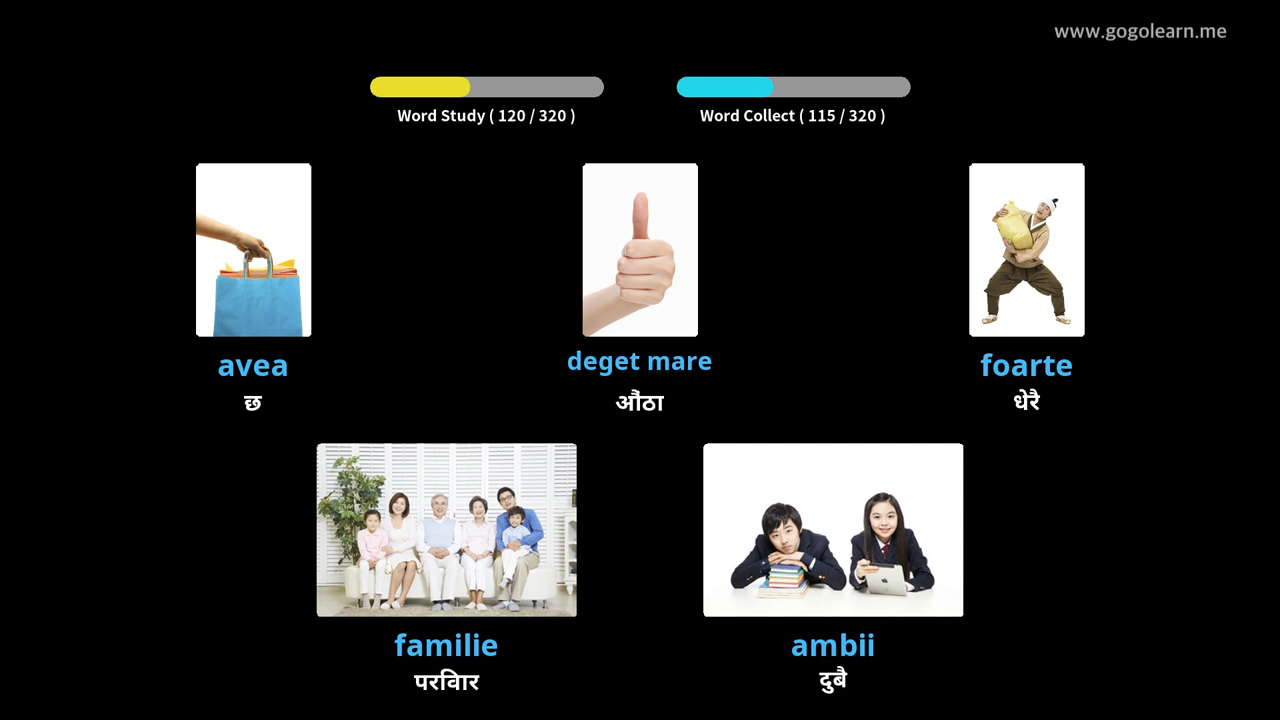 www.gogolearn.me
Word Study ( 120 / 320 )
Word Collect ( 115 / 320 )
avea
deget mare
foarte
छ
औंठा
धेरै
familie
ambii
परिवार
दुबै